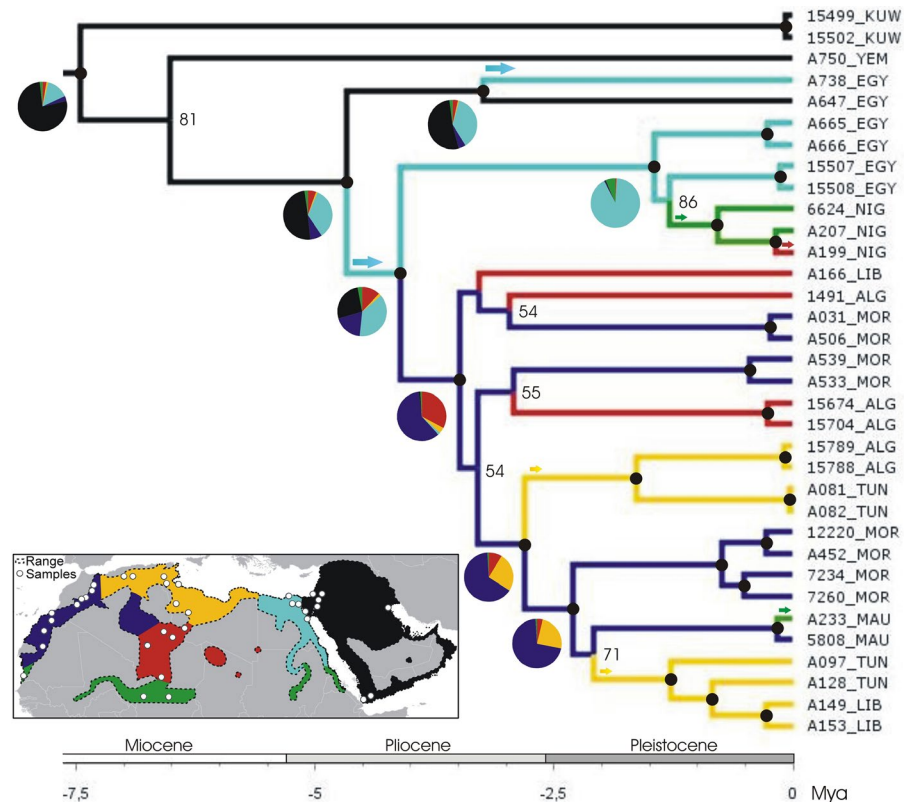 15499_KUW
15502_KUW
A750_YEM
A738_EGY
A647_EGY
A665_EGY
A666_EGY
15507_EGY
15508_EGY
6624_NIG
A207_NIG
A199_NIG
A166_LIB
1491_ALG
A031_MOR
A506_MOR
A539_MOR
A533_MOR
15674_ALG
15704_ALG
15789_ALG
15788_ALG
A081_TUN
A082_TUN
12220_MOR
A452_MOR
7234_MOR
7260_MOR
A233_MAU
5808_MAU
A097_TUN
A128_TUN
A149_LIB
A153_LIB
81
86
54
55
54
71
Range
Samples
Miocene Pliocene Pleistocene
-7,5 -5 -2,5 0 Mya